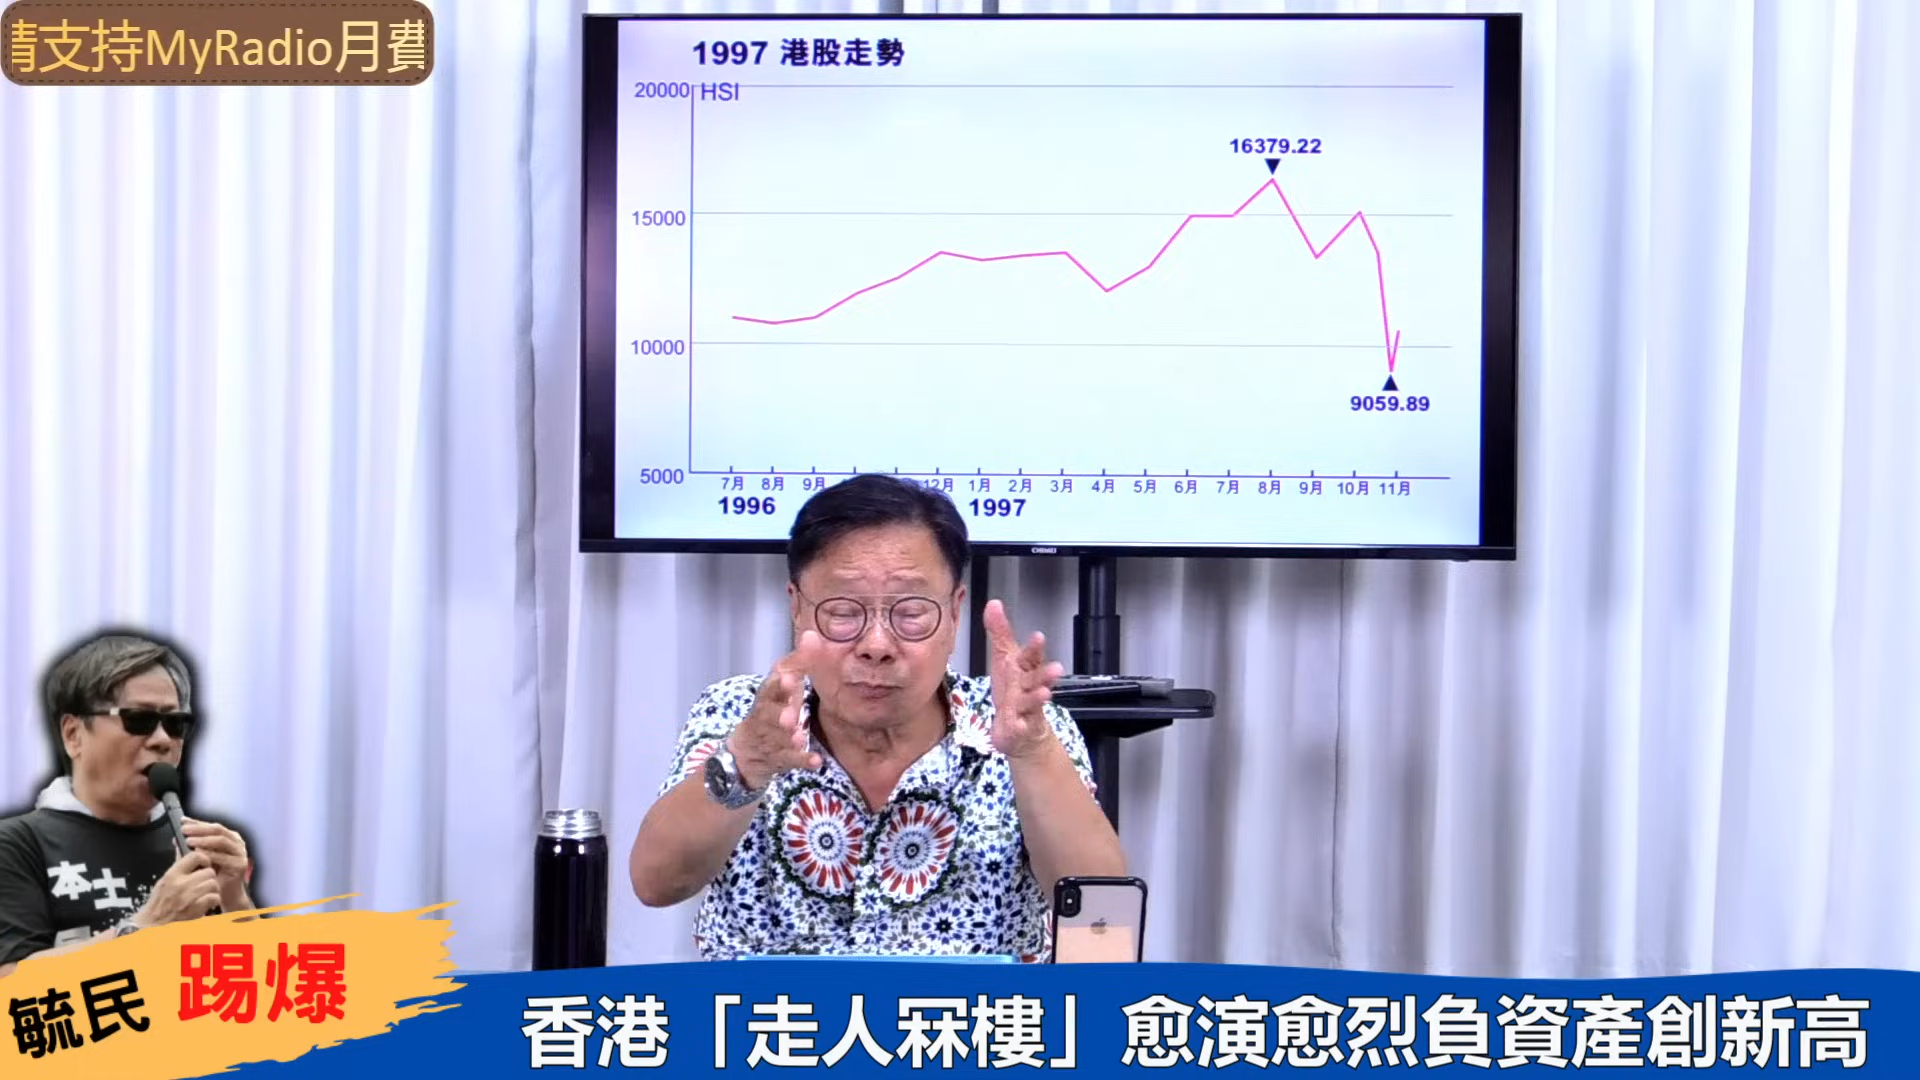 請支持MyRadio月費
1997 港股走勢
20000 HSI
16379.22
15000
10000
9059.89
5000
7月 8月 9月 12月 1月 2月 3月 4月 5月 6月 7月 8月 9月 10月 11月
1996 1997
CHIMEI
本土
毓民 踢爆
香港「走人冧樓」愈演愈烈負資產創新高